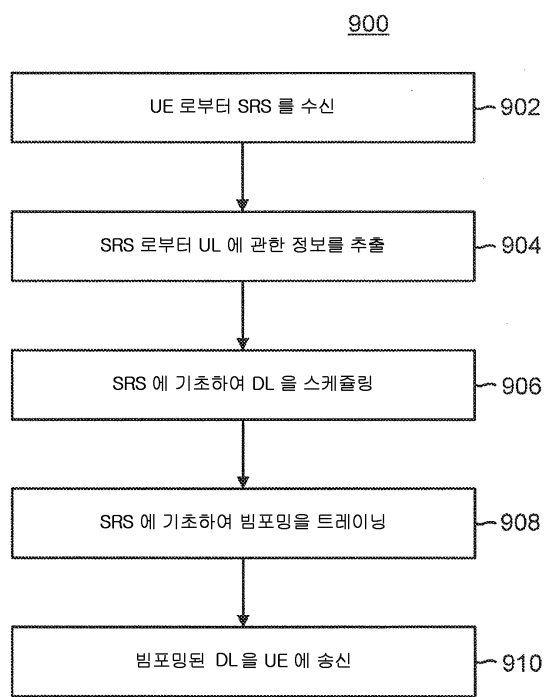 900
UE 로부터 SRS 를 수신
902
SRS 로부터 UL 에 관한 정보를 추출
904
SRS 에 기초하여 DL 을 스케쥴링
906
SRS 에 기초하여 빔포밍을 트레이닝
908
빔포밍된 DL을 UE 에 송신
910